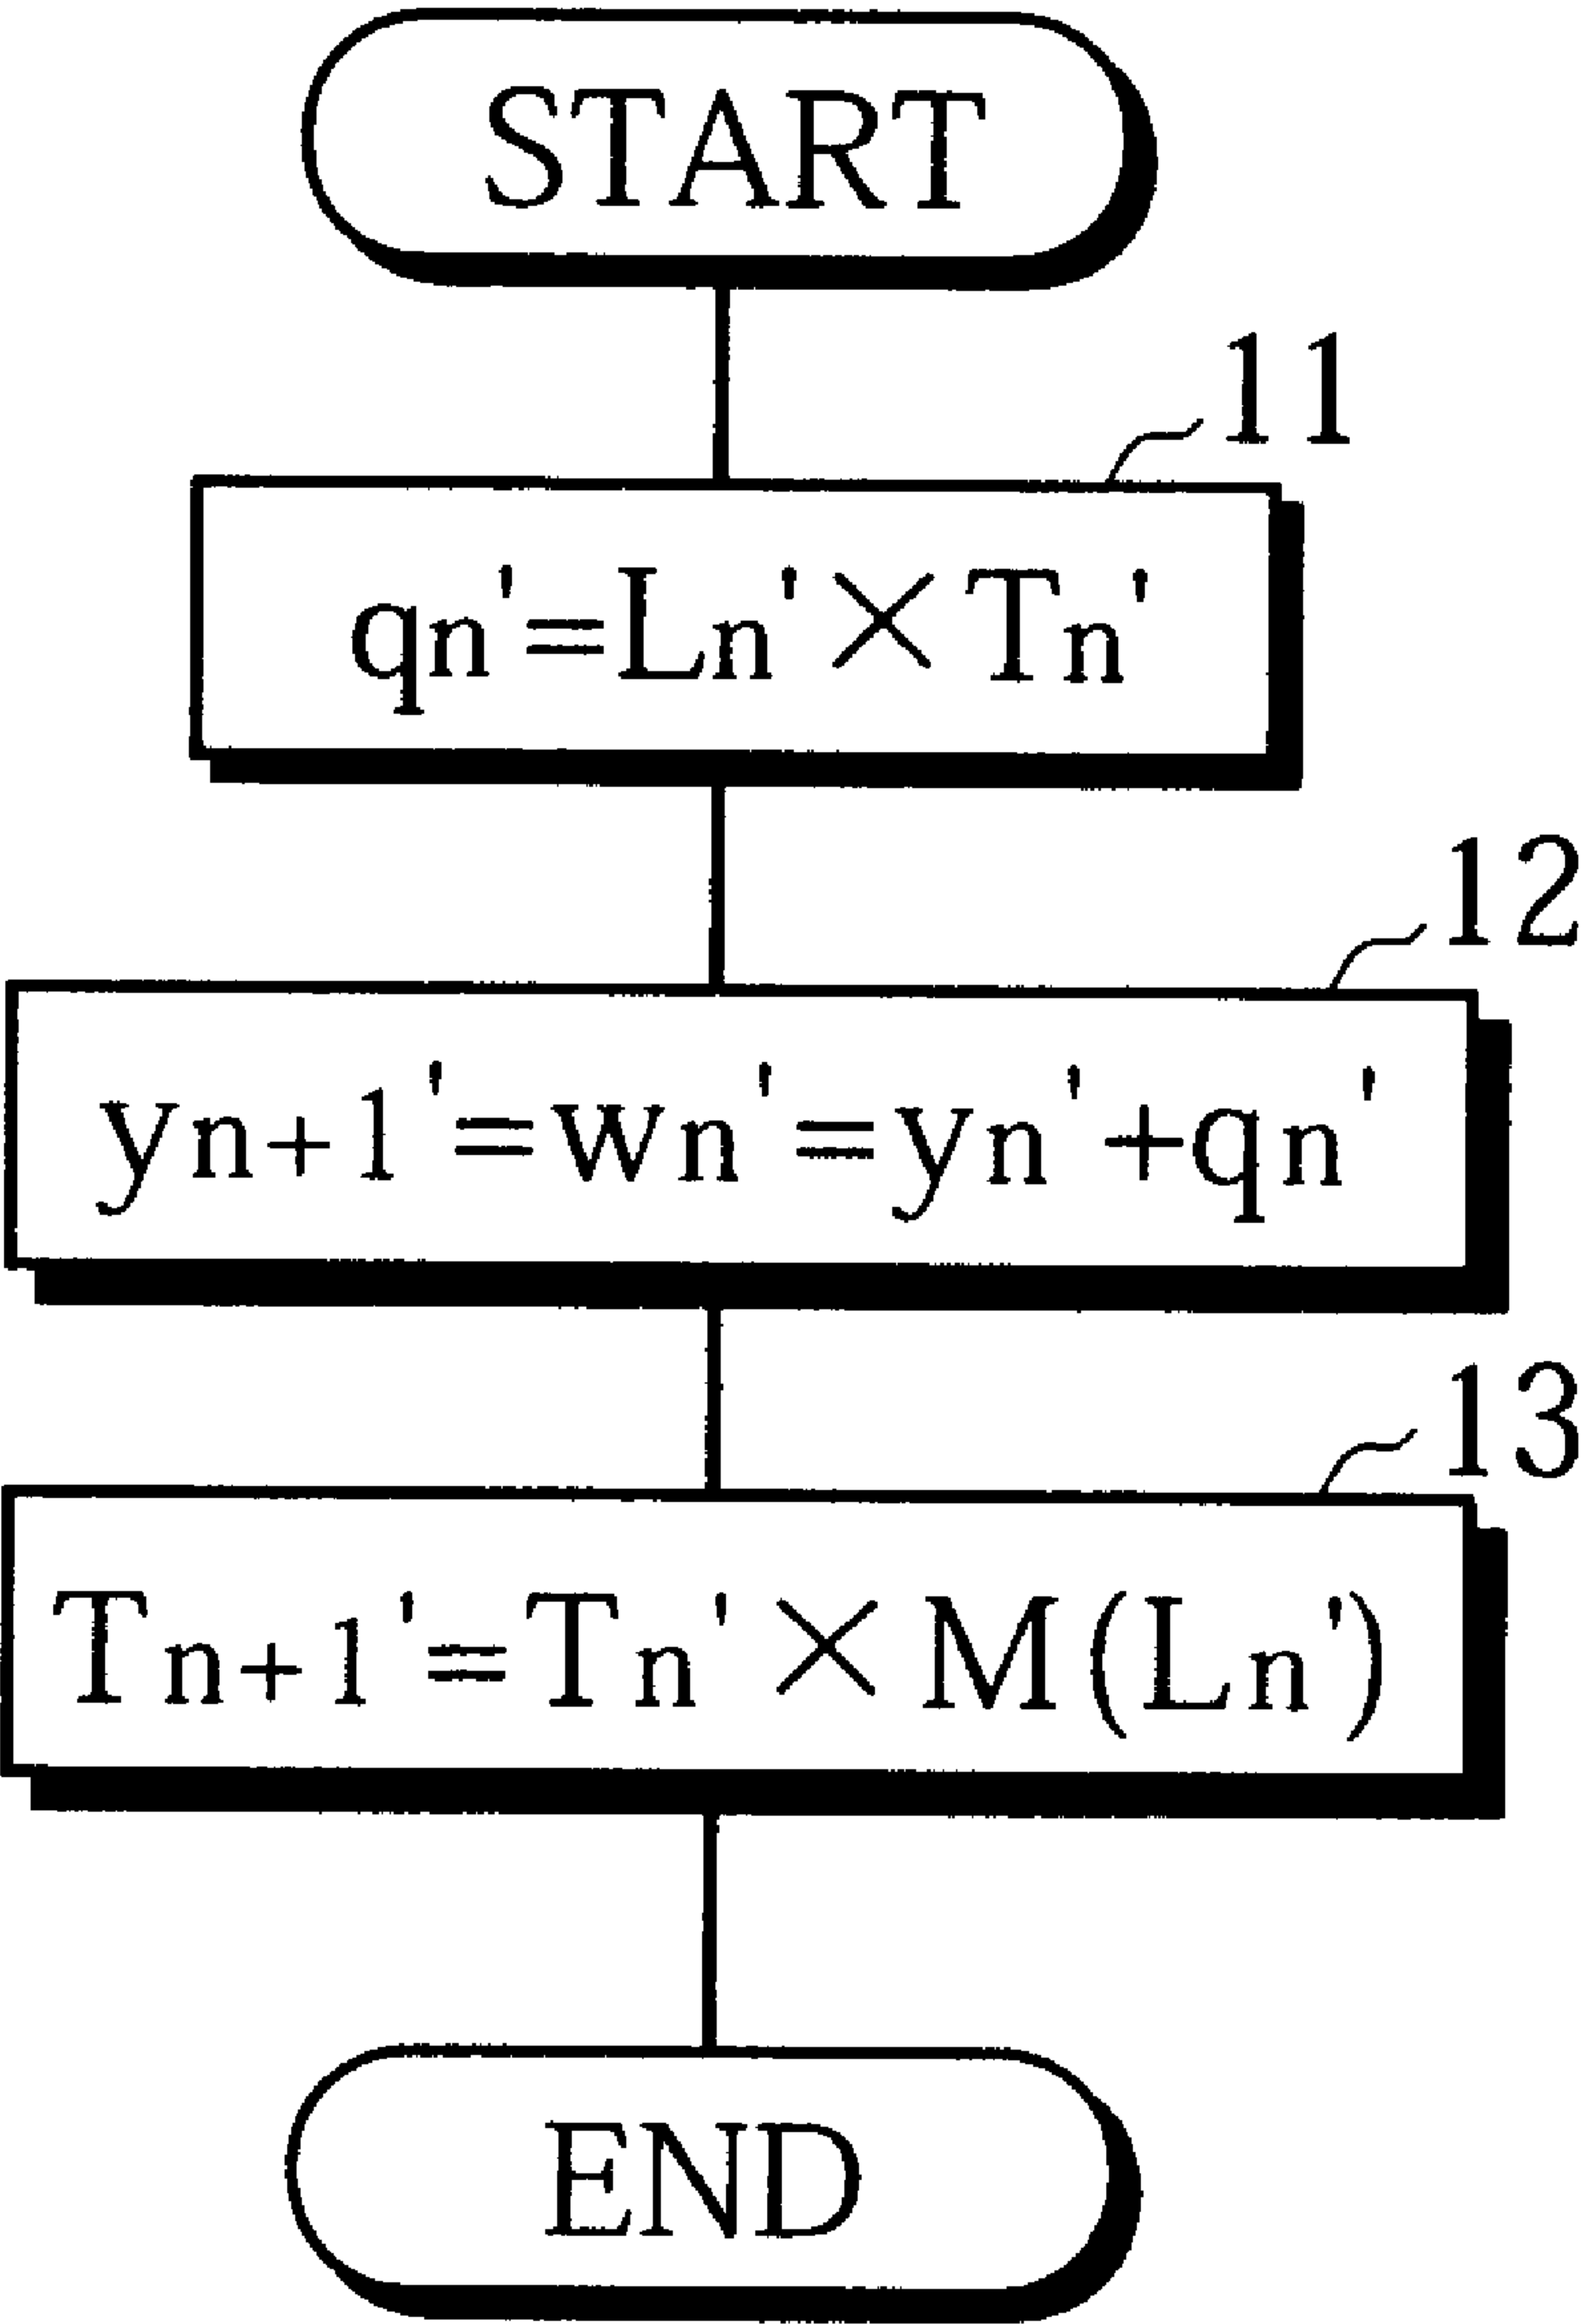 START
11
qn'=Ln'×Tn'
12
yn+1'=wn'=yn'+qn'
13
Tn+1'=Tn'×M(Ln')
END